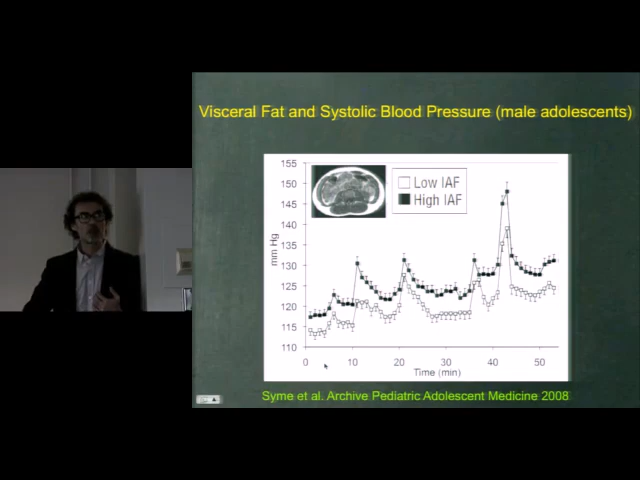 Visceral Fat and Systolic Blood Pressure (male adolescents)
155
150
145
140
135
130
125
120
115
110
mm Hg
Low IAF
High IAF
0 10 20 30 40 50
Time (min)
Syme et al. Archive Pediatric Adolescent Medicine 2008